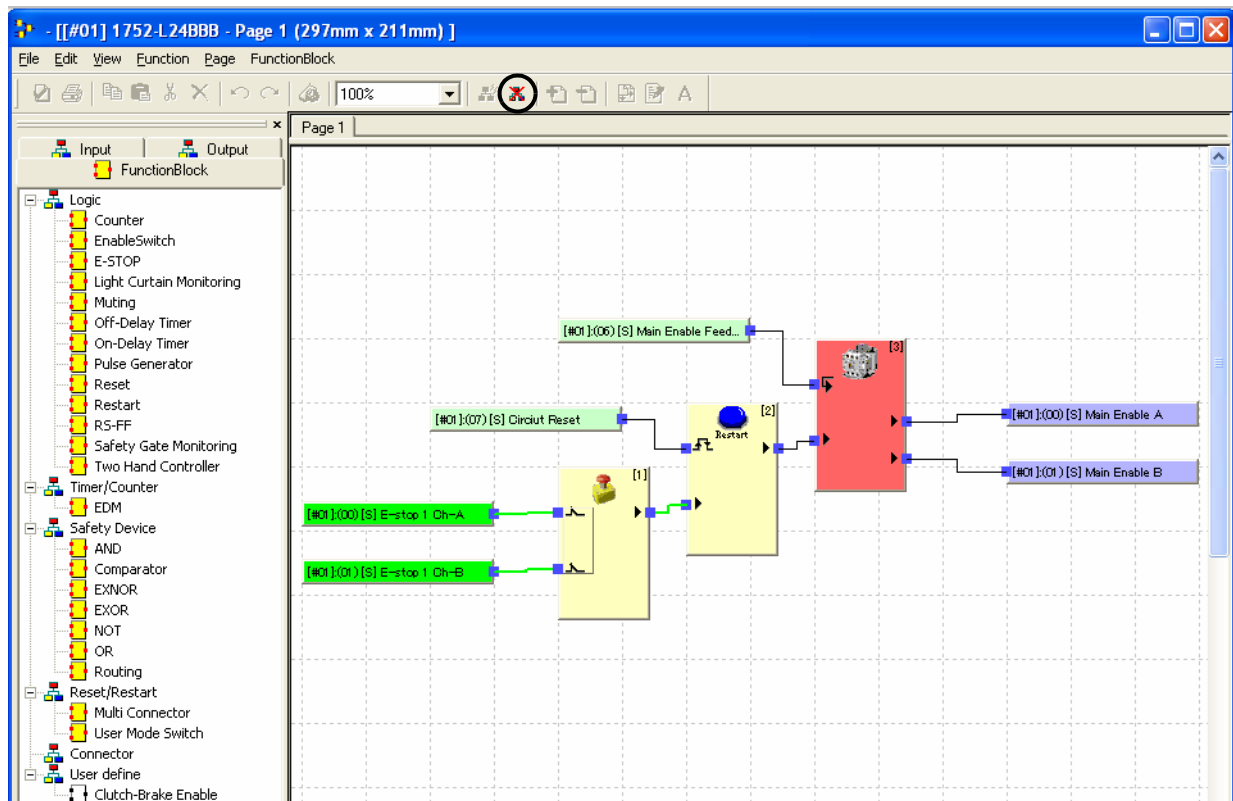 - [[#01] 1752-L24BBB - Page 1 (297mm x 211mm) ]
File Edit View Function Page FunctionBlock
100%
Page 1
Input Output
FunctionBlock
Logic
Counter
EnableSwitch
E-STOP
Light Curtain Monitoring
Muting
Off-Delay Timer
On-Delay Timer
Pulse Generator
Reset
Restart
RS-FF
Safety Gate Monitoring
Two Hand Controller
Timer/Counter
EDM
Safety Device
AND
Comparator
EXNOR
EXOR
NOT
OR
Routing
Reset/Restart
Multi Connector
User Mode Switch
Connector
User define
Clutch-Brake Enable
[#01]:(06) [S] Main Enable Feed...
[3]
[#01]:(07) [S] Circiut Reset
[2]
Restart
[#01]:(00) [S] Main Enable A
[#01]:(01) [S] Main Enable B
[1]
[#01]:(00) [S] E-stop 1 Ch-A
[#01]:(01) [S] E-stop 1 Ch-B